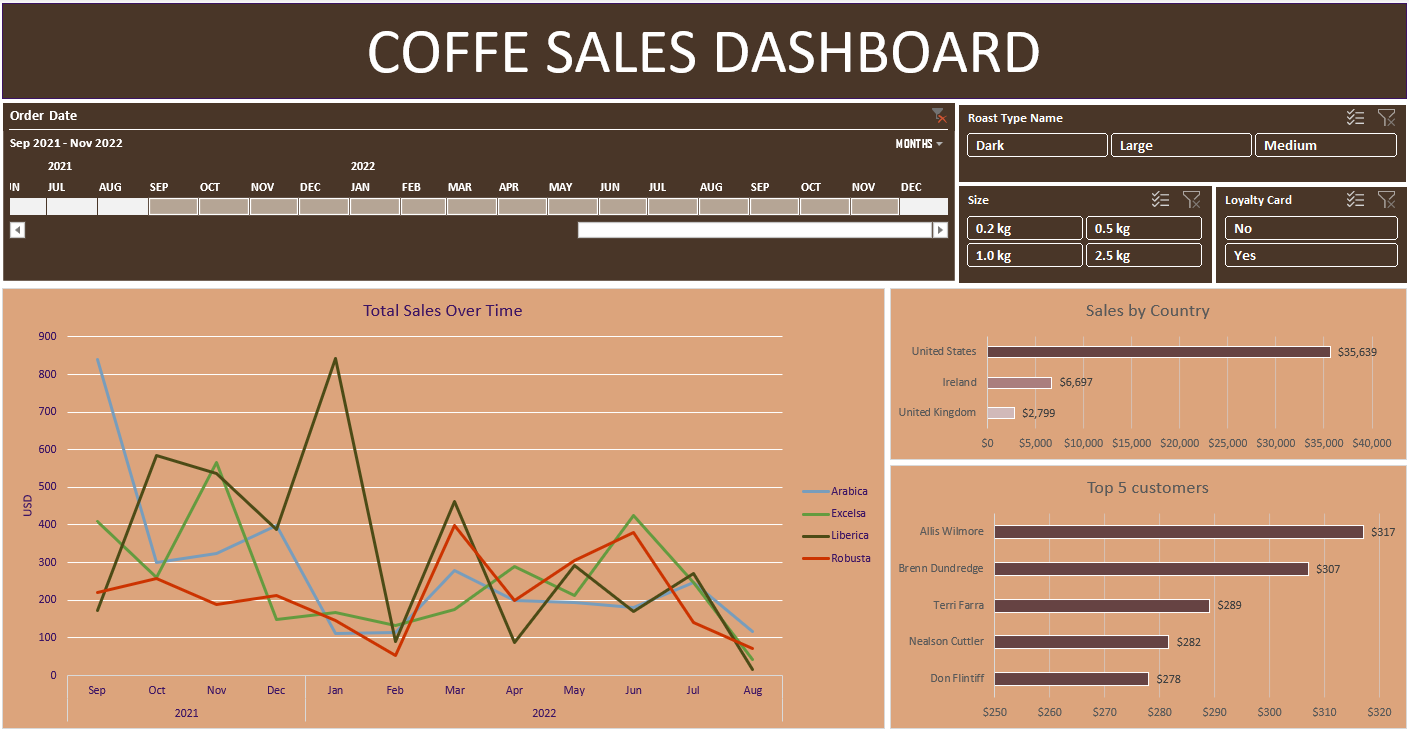 COFFE SALES DASHBOARD
Order Date
Sep 2021 - Nov 2022
MONTHS
2021 2022
JUL AUG SEP OCT NOV DEC JAN FEB MAR APR MAY JUN JUL AUG SEP OCT NOV DEC
Roast Type Name
Dark Large Medium
Size
0.2 kg 0.5 kg
1.0 kg 2.5 kg
Loyalty Card
No
Yes
Total Sales Over Time
900
800
700
600
500
400
300
200
100
0
USD
Sep Oct Nov Dec Jan Feb Mar Apr May Jun Jul Aug
2021 2022
Arabica
Excelsa
Liberica
Robusta
Sales by Country
United States $35,639
Ireland $6,697
United Kingdom $2,799
$0 $5,000 $10,000 $15,000 $20,000 $25,000 $30,000 $35,000 $40,000
Top 5 customers
Allis Wilmore $317
Brenn Dundredge $307
Terri Farra $289
Nealson Cuttler $282
Don Flintiff $278
$250 $260 $270 $280 $290 $300 $310 $320